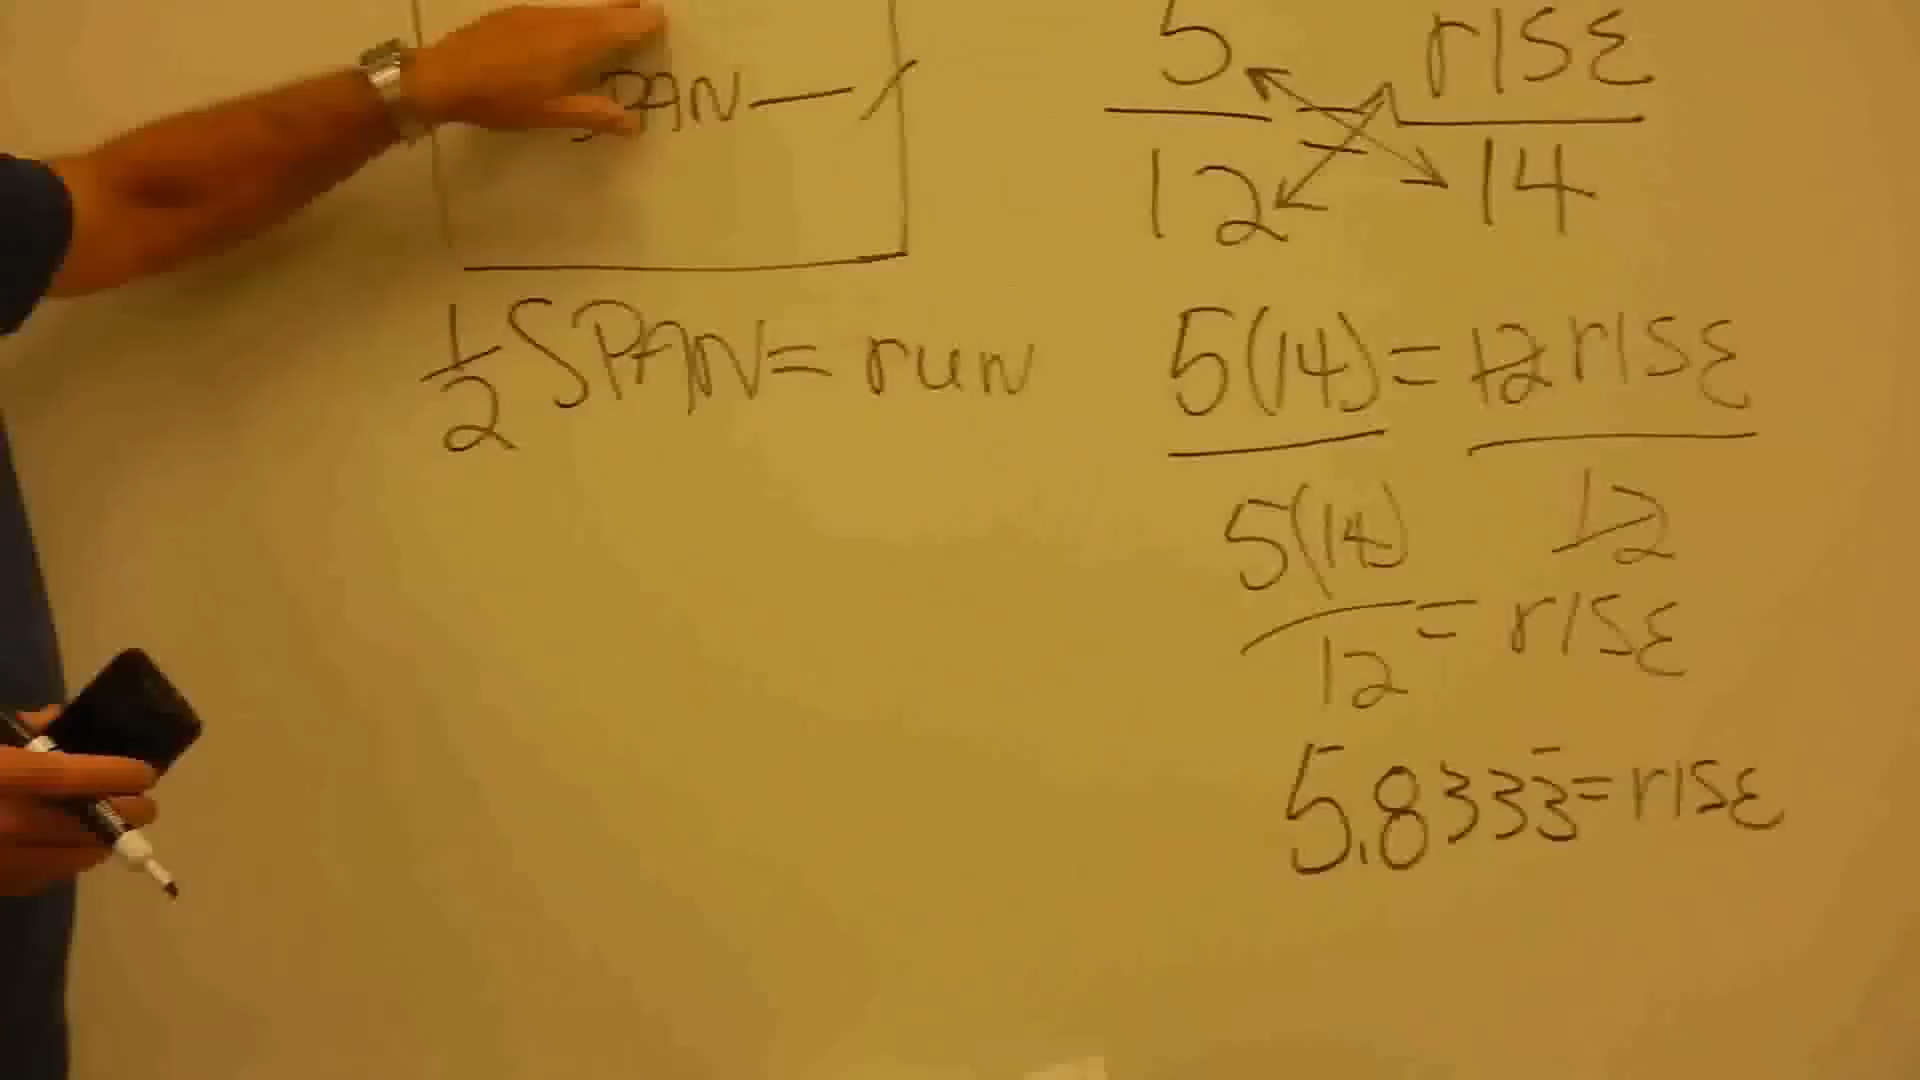 SPAN
1/2 SPAN = run
5/12 = rise/14
5(14) = 12 rise
12
5(14)/12 = rise
5.8333̅ = rise